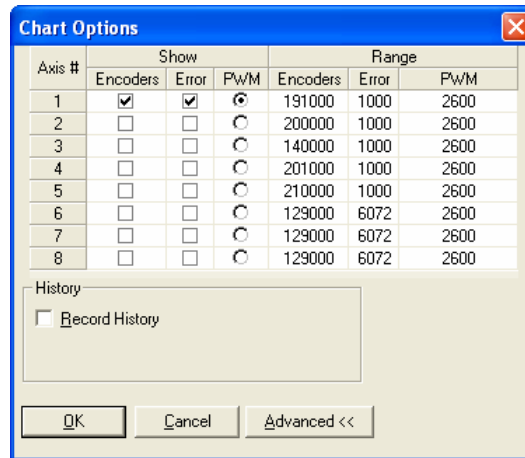 Chart Options
Axis # Show Range
Encoders Error PWM Encoders Error PWM
1 191000 1000 2600
2 200000 1000 2600
3 140000 1000 2600
4 201000 1000 2600
5 210000 1000 2600
6 129000 6072 2600
7 129000 6072 2600
8 129000 6072 2600
History
Record History
OK Cancel Advanced <<